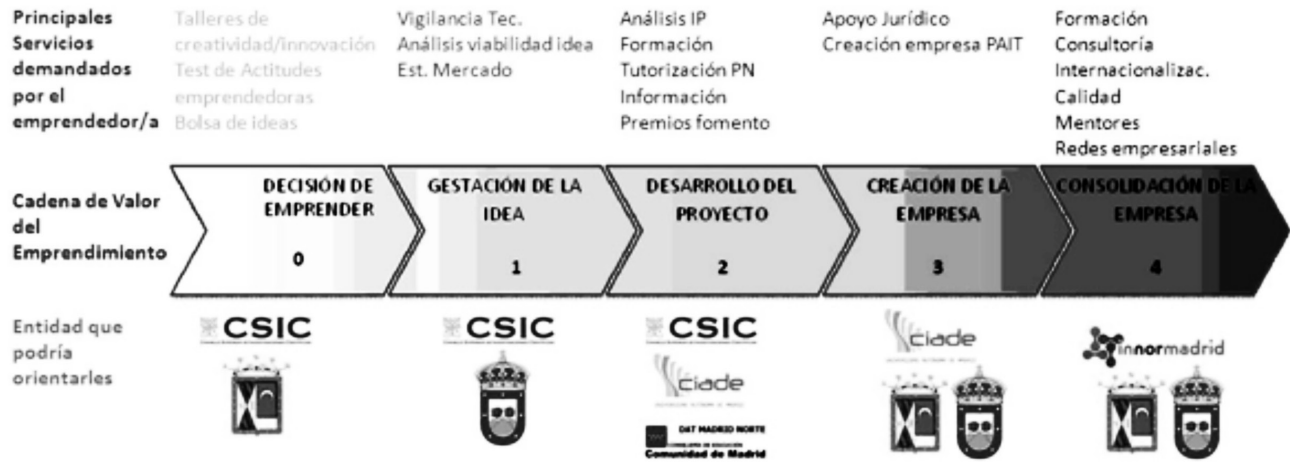 Principales
Servicios
demandados
por el
emprendedor/a
Talleres de
creatividad/innovación
Test de Actitudes
emprendedoras
Bolsa de ideas
Vigilancia Tec.
Análisis viabilidad idea
Est. Mercado
Análisis IP
Formación
Tutorización PN
Información
Premios fomento
Apoyo Jurídico
Creación empresa PAIT
Formación
Consultoría
Internacionalizac.
Calidad
Mentores
Redes empresariales
Cadena de Valor
del
Emprendimiento
DECISIÓN DE
EMPRENDER
0
GESTACIÓN DE LA
IDEA
1
DESARROLLO DEL
PROYECTO
2
CREACIÓN DE LA
EMPRESA
3
CONSOLIDACIÓN DE LA
EMPRESA
4
Entidad que
podría
orientarles
CSIC
CSIC
CSIC
ciade
DAT MADRID NORTE
CONSEJERÍA DE EDUCACIÓN
Comunidad de Madrid
ciade
innormadrid